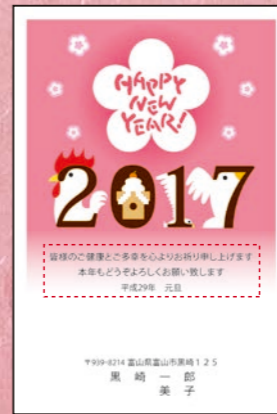 HAPPY
NEW
YEAR!
2017
皆様のご健康とご多幸を心よりお祈り申し上げます
本年もどうぞよろしくお願い致します
平成29年 元旦
〒939-8214 富山県富山市黒崎125
黒崎 一郎
美子